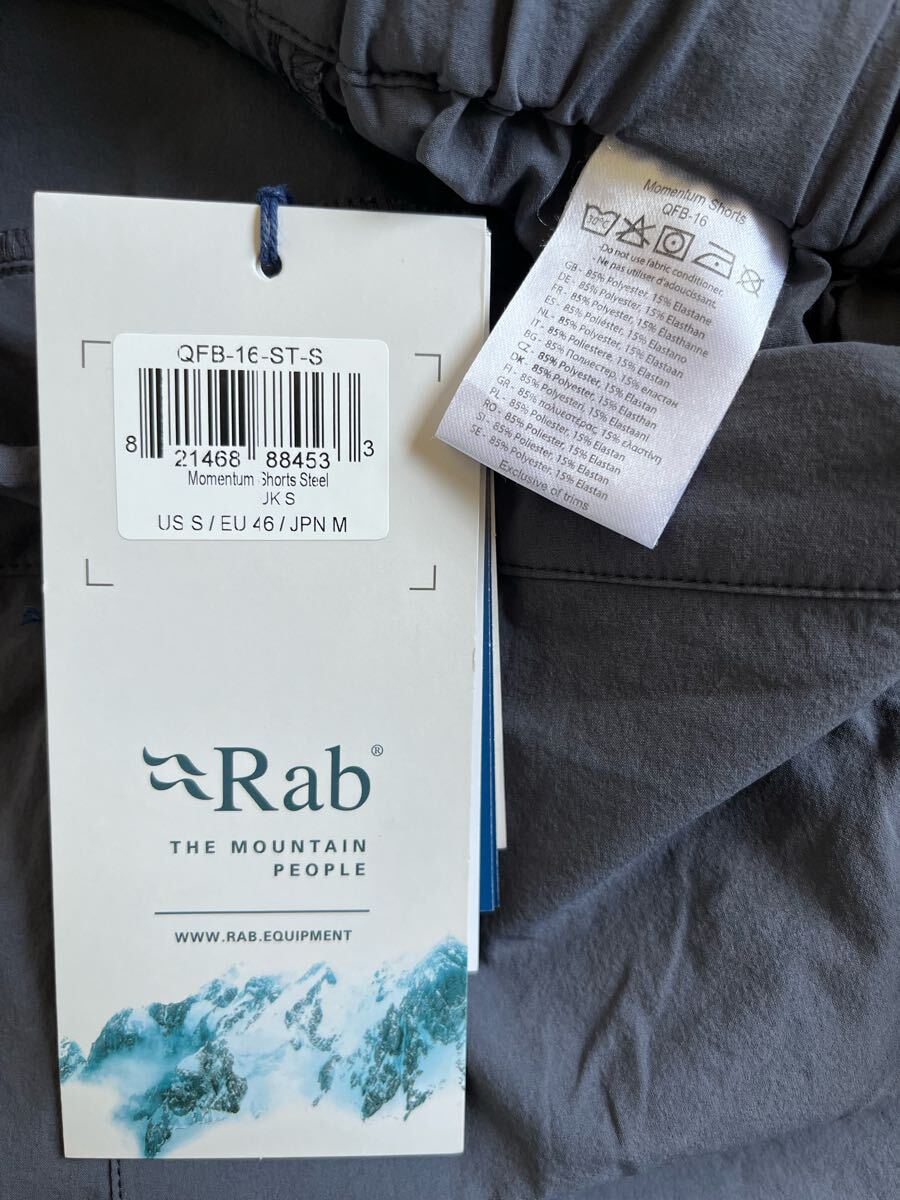 QFB-16-ST-S
8 21468 88453 3
Momentum Shorts Steel
UK S
US S / EU 46 / JPN M
Rab®
THE MOUNTAIN
PEOPLE
WWW.RAB.EQUIPMENT
Momentum Shorts
QFB-16
30°C
- Do not use fabric conditioner.
- Ne pas utiliser d'adoucissant.
GB - 85% Polyester, 15% Elastane
DE - 85% Polyester, 15% Elasthan
FR - 85% Polyester, 15% Elasthanne
ES - 85% Poliéster, 15% Elastano
NL - 85% Polyester, 15% Elastaan
IT - 85% Poliestere, 15% Elastan
BG - 85% Полиестер, 15% еластан
CZ - 85% Polyester, 15% Elastan
DK - 85% Polyester, 15% Elasthan
FI - 85% Polyesteri, 15% Elastaani
GR - 85% πολυεστέρας, 15% ελαστίνη
PL - 85% Poliester, 15% Elastan
RO - 85% Poliester, 15% Elastan
SI - 85% Poliester, 15% Elastan
SE - 85% Polyester, 15% Elastan
Exclusive of trims